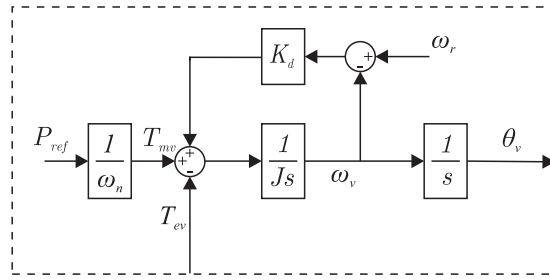 K_d
+
-
ω_r
P_ref
1
ω_n
T_mv
+
+
-
1
Js
ω_v
1
s
θ_v
T_ev